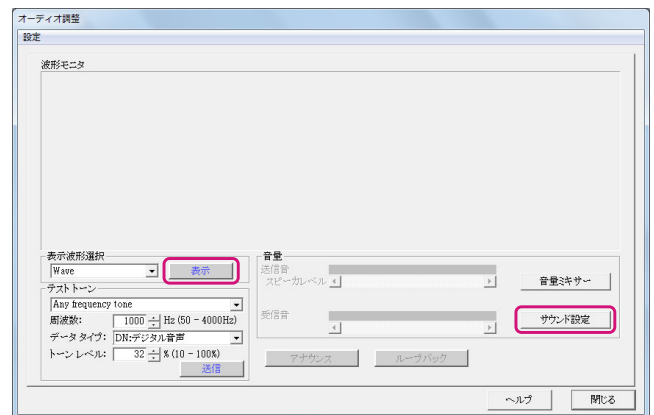 オーディオ調整
設定
波形モニタ
表示波形選択
Wave 表示
テストトーン
Any frequency tone
周波数: 1000 Hz (50 - 4000Hz)
データタイプ: DN:デジタル音声
トーンレベル: 32 % (10 - 100%)
送信
音量
送信音
スピーカレベル
受信音
音量ミキサー
サウンド設定
アナウンス ループバック
ヘルプ 閉じる